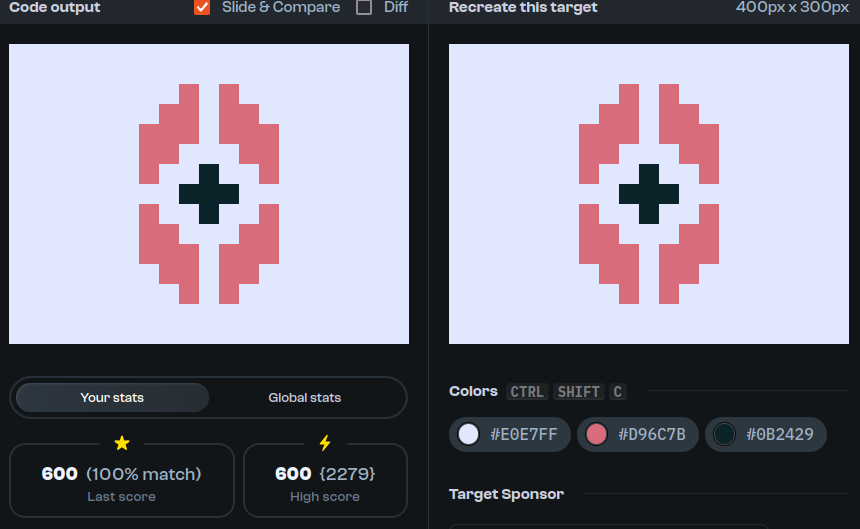 Code output
Slide & Compare
Diff
Recreate this target
400px x 300px
Your stats
Global stats
600 (100% match)
Last score
600 {2279}
High score
Colors CTRL SHIFT C
#E0E7FF
#D96C7B
#0B2429
Target Sponsor